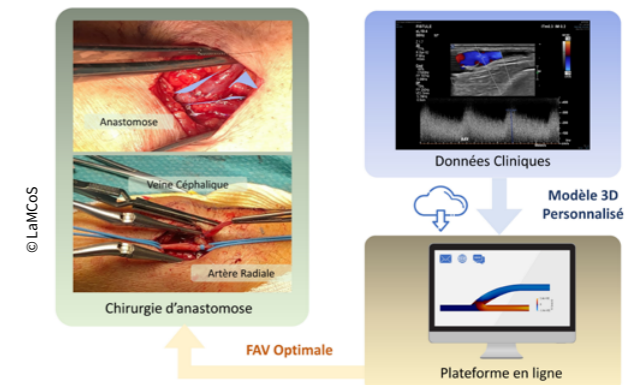 © LaMCoS
Anastomose
Veine Céphalique
Artère Radiale
Chirurgie d'anastomose
Données Cliniques
Modèle 3D
Personnalisé
FAV Optimale
Plateforme en ligne